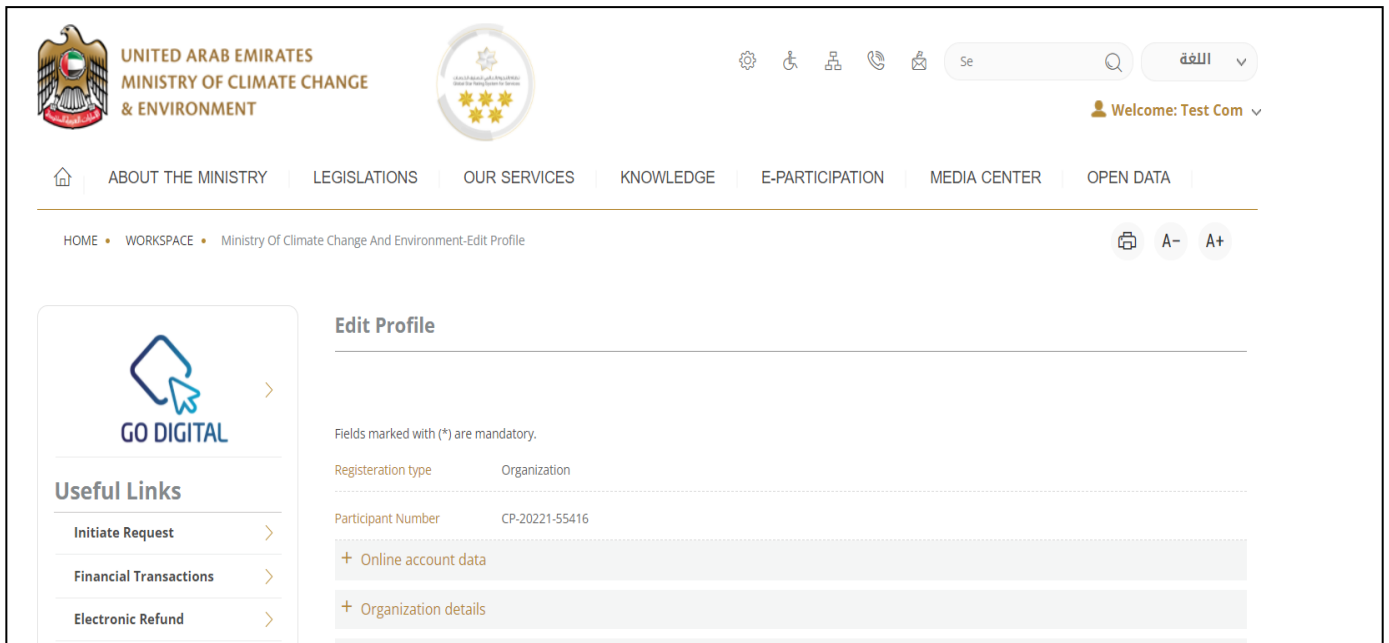 UNITED ARAB EMIRATES
MINISTRY OF CLIMATE CHANGE
& ENVIRONMENT
Se
اللغة
Welcome: Test Com
ABOUT THE MINISTRY
LEGISLATIONS
OUR SERVICES
KNOWLEDGE
E-PARTICIPATION
MEDIA CENTER
OPEN DATA
HOME • WORKSPACE • Ministry Of Climate Change And Environment-Edit Profile
A-
A+
GO DIGITAL
Useful Links
Initiate Request
Financial Transactions
Electronic Refund
Edit Profile
Fields marked with (*) are mandatory.
Registeration type Organization
Participant Number CP-20221-55416
+ Online account data
+ Organization details